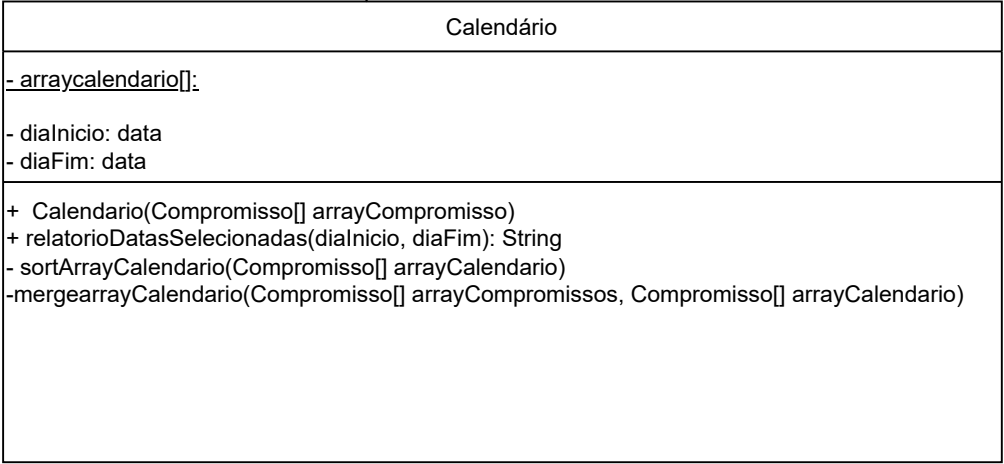 Calendário
- arraycalendario[]:
- diaInicio: data
- diaFim: data
+ Calendario(Compromisso[] arrayCompromisso)
+ relatorioDatasSelecionadas(diaInicio, diaFim): String
- sortArrayCalendario(Compromisso[] arrayCalendario)
-mergearrayCalendario(Compromisso[] arrayCompromissos, Compromisso[] arrayCalendario)